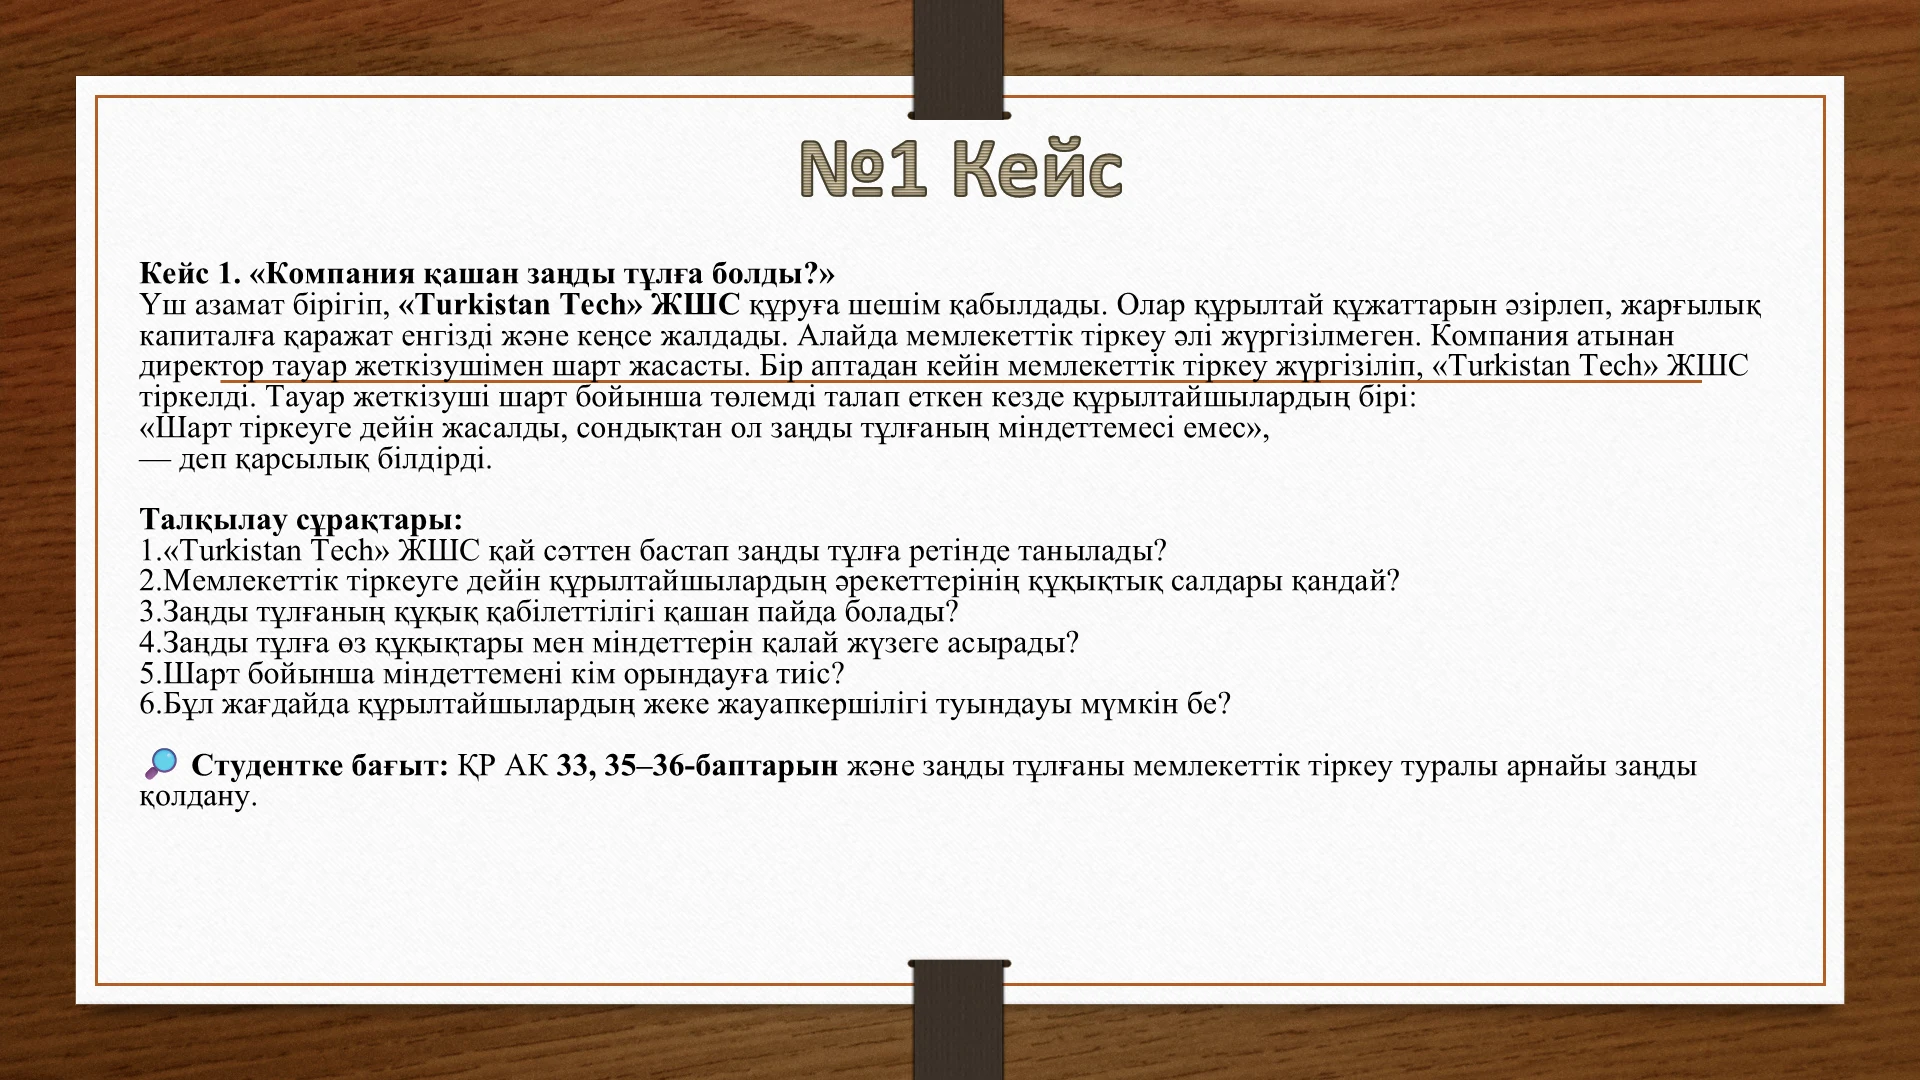 №1 Кейс
Кейс 1. «Компания қашан заңды тұлға болды?»
Үш азамат бірігіп, «Turkistan Tech» ЖШС құруға шешім қабылдады. Олар құрылтай құжаттарын әзірлеп, жарғылық
капиталға қаражат енгізді және кеңсе жалдады. Алайда мемлекеттік тіркеу әлі жүргізілмеген. Компания атынан
директор тауар жеткізушімен шарт жасасты. Бір аптадан кейін мемлекеттік тіркеу жүргізіліп, «Turkistan Tech» ЖШС
тіркелді. Тауар жеткізуші шарт бойынша төлемді талап еткен кезде құрылтайшылардың бірі:
«Шарт тіркеуге дейін жасалды, сондықтан ол заңды тұлғаның міндеттемесі емес»,
— деп қарсылық білдірді.
Талқылау сұрақтары:
1.«Turkistan Tech» ЖШС қай сәттен бастап заңды тұлға ретінде танылады?
2.Мемлекеттік тіркеуге дейін құрылтайшылардың әрекеттерінің құқықтық салдары қандай?
3.Заңды тұлғаның құқық қабілеттілігі қашан пайда болады?
4.Заңды тұлға өз құқықтары мен міндеттерін қалай жүзеге асырады?
5.Шарт бойынша міндеттемені кім орындауға тиіс?
6.Бұл жағдайда құрылтайшылардың жеке жауапкершілігі туындауы мүмкін бе?
🔎 Студентке бағыт: ҚР АК 33, 35–36-баптарын және заңды тұлғаны мемлекеттік тіркеу туралы арнайы заңды
қолдану.